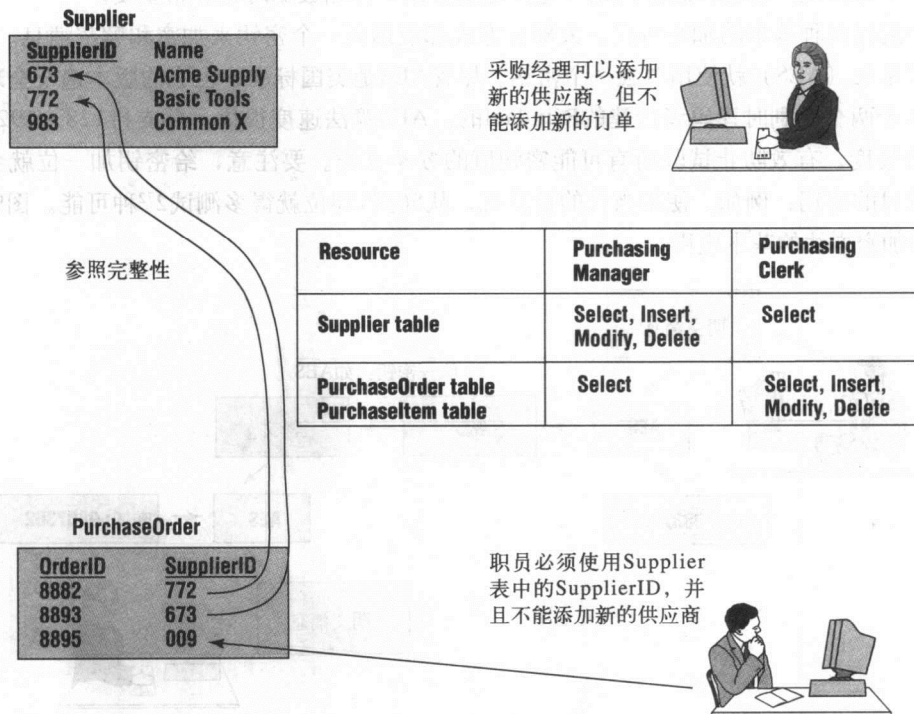 Supplier
SupplierID Name
673 Acme Supply
772 Basic Tools
983 Common X
采购经理可以添加
新的供应商，但不
能添加新的订单
参照完整性
Resource Purchasing Manager Purchasing Clerk
Supplier table Select, Insert, Modify, Delete Select
PurchaseOrder table
PurchaseItem table Select Select, Insert, Modify, Delete
PurchaseOrder
OrderID SupplierID
8882 772
8893 673
8895 009
职员必须使用Supplier
表中的SupplierID，并
且不能添加新的供应商